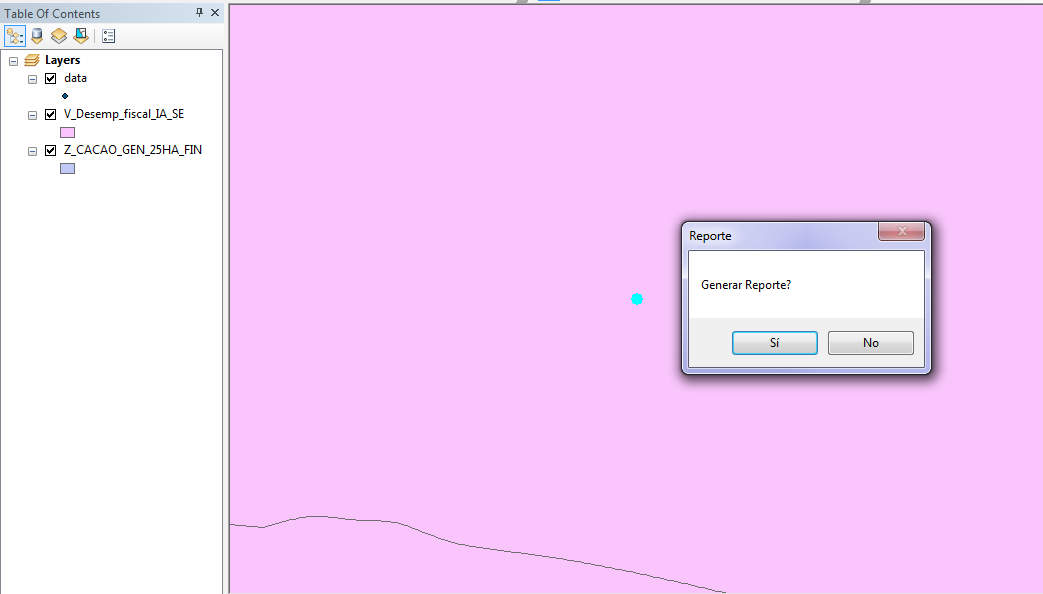 Table Of Contents
Layers
data
V_Desemp_fiscal_IA_SE
Z_CACAO_GEN_25HA_FIN
Reporte
Generar Reporte?
Sí
No